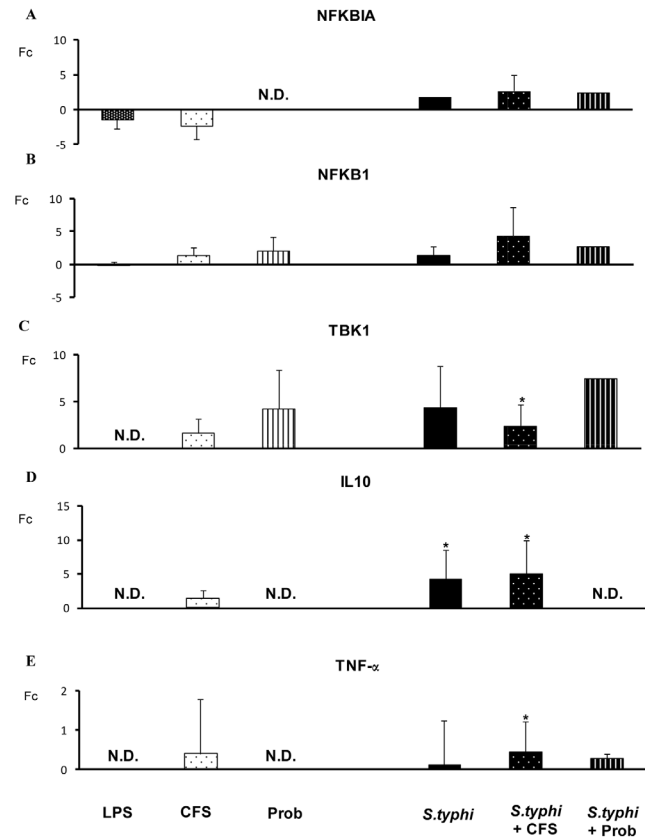 A
NFKBIA
Fc
10
5
0
-5
N.D.
B
NFKB1
Fc
10
5
0
-5
C
TBK1
Fc
10
5
0
N.D.
*
D
IL10
Fc
15
10
5
0
N.D.
N.D.
*
*
N.D.
E
TNF-α
Fc
2
1
0
N.D.
N.D.
*
LPS CFS Prob S.typhi S.typhi S.typhi
+ CFS + Prob